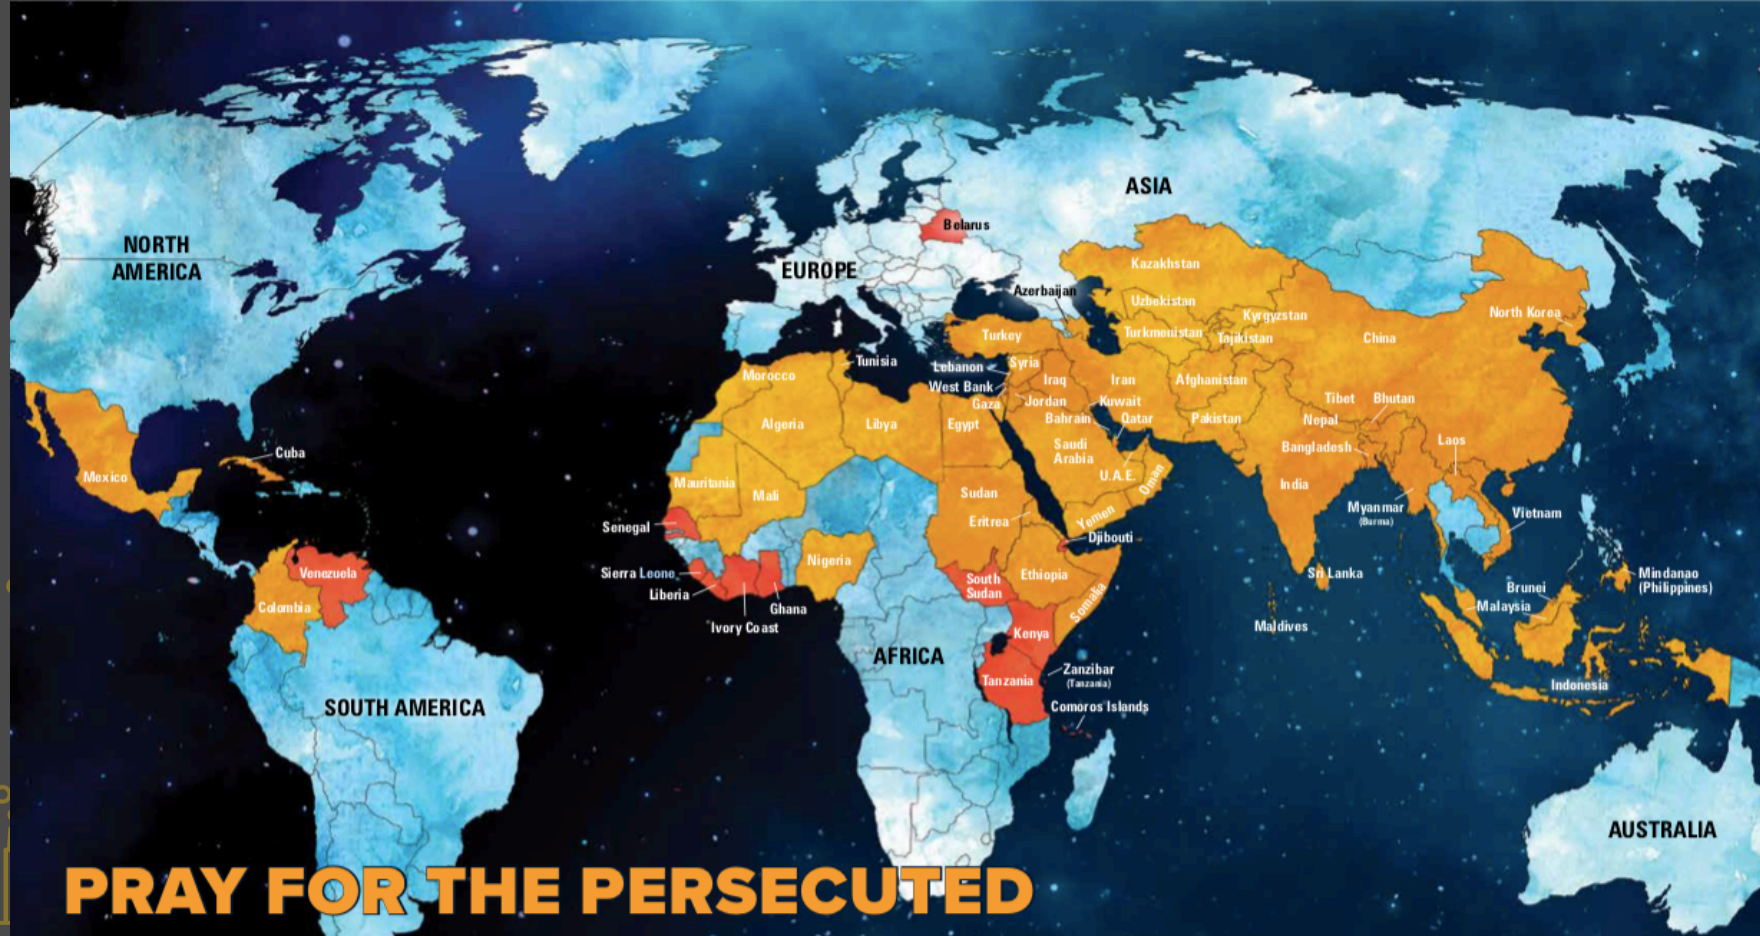 NORTH
AMERICA
ASIA
Belarus
EUROPE
Kazakhstan
Azerbaijan
Uzbekistan
Kyrgyzstan
North Korea
Turkey
Turkmenistan
Tajikistan
China
Tunisia
Lebanon
Syria
Morocco
West Bank
Iraq
Iran
Afghanistan
Gaza
Jordan
Kuwait
Tibet
Bhutan
Algeria
Libya
Egypt
Bahrain
Qatar
Pakistan
Nepal
Saudi
Arabia
Bangladesh
Laos
Cuba
Mexico
Mauritania
Mali
Sudan
U.A.E.
Oman
India
Myanmar
(Burma)
Vietnam
Senegal
Eritrea
Yemen
Djibouti
Nigeria
Venezuela
Sierra Leone
South
Sudan
Ethiopia
Sri Lanka
Mindanao
(Philippines)
Brunei
Liberia
Colombia
Ghana
Somalia
Malaysia
Ivory Coast
Kenya
Maldives
AFRICA
Zanzibar
(Tanzania)
Tanzania
Indonesia
SOUTH AMERICA
Comoros Islands
AUSTRALIA
PRAY FOR THE PERSECUTED